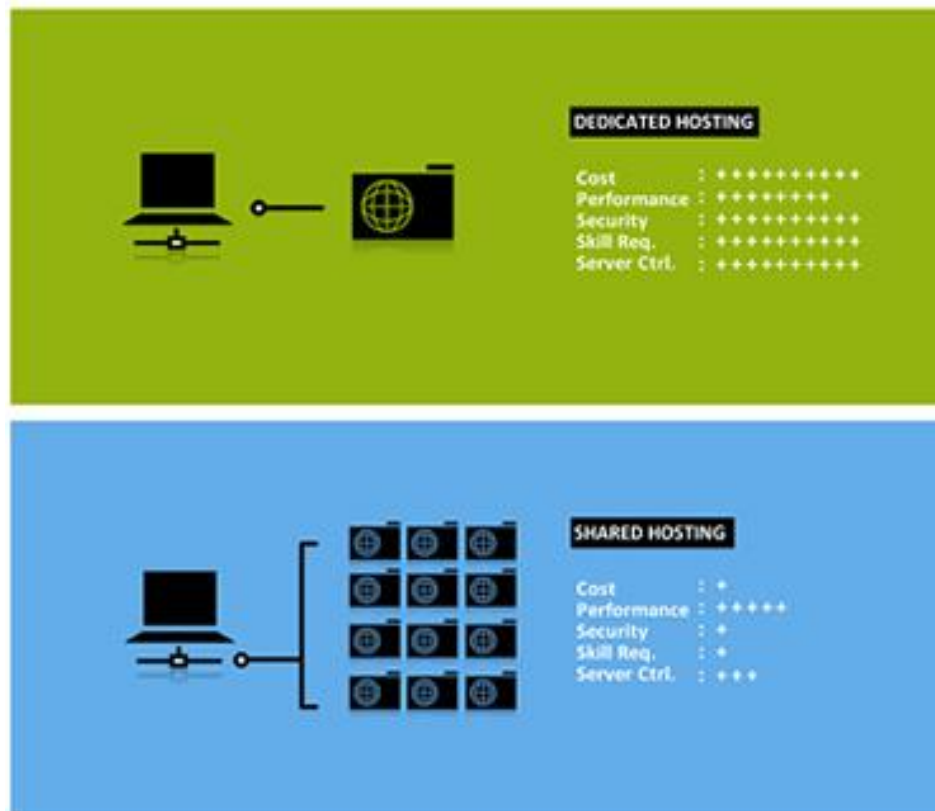 DEDICATED HOSTING
Cost : ++++++++++
Performance : ++++++++
Security : ++++++++++
Skill Req. : ++++++++++
Server Ctrl. : ++++++++++
SHARED HOSTING
Cost : +
Performance : +++++
Security : +
Skill Req. : +
Server Ctrl. : +++